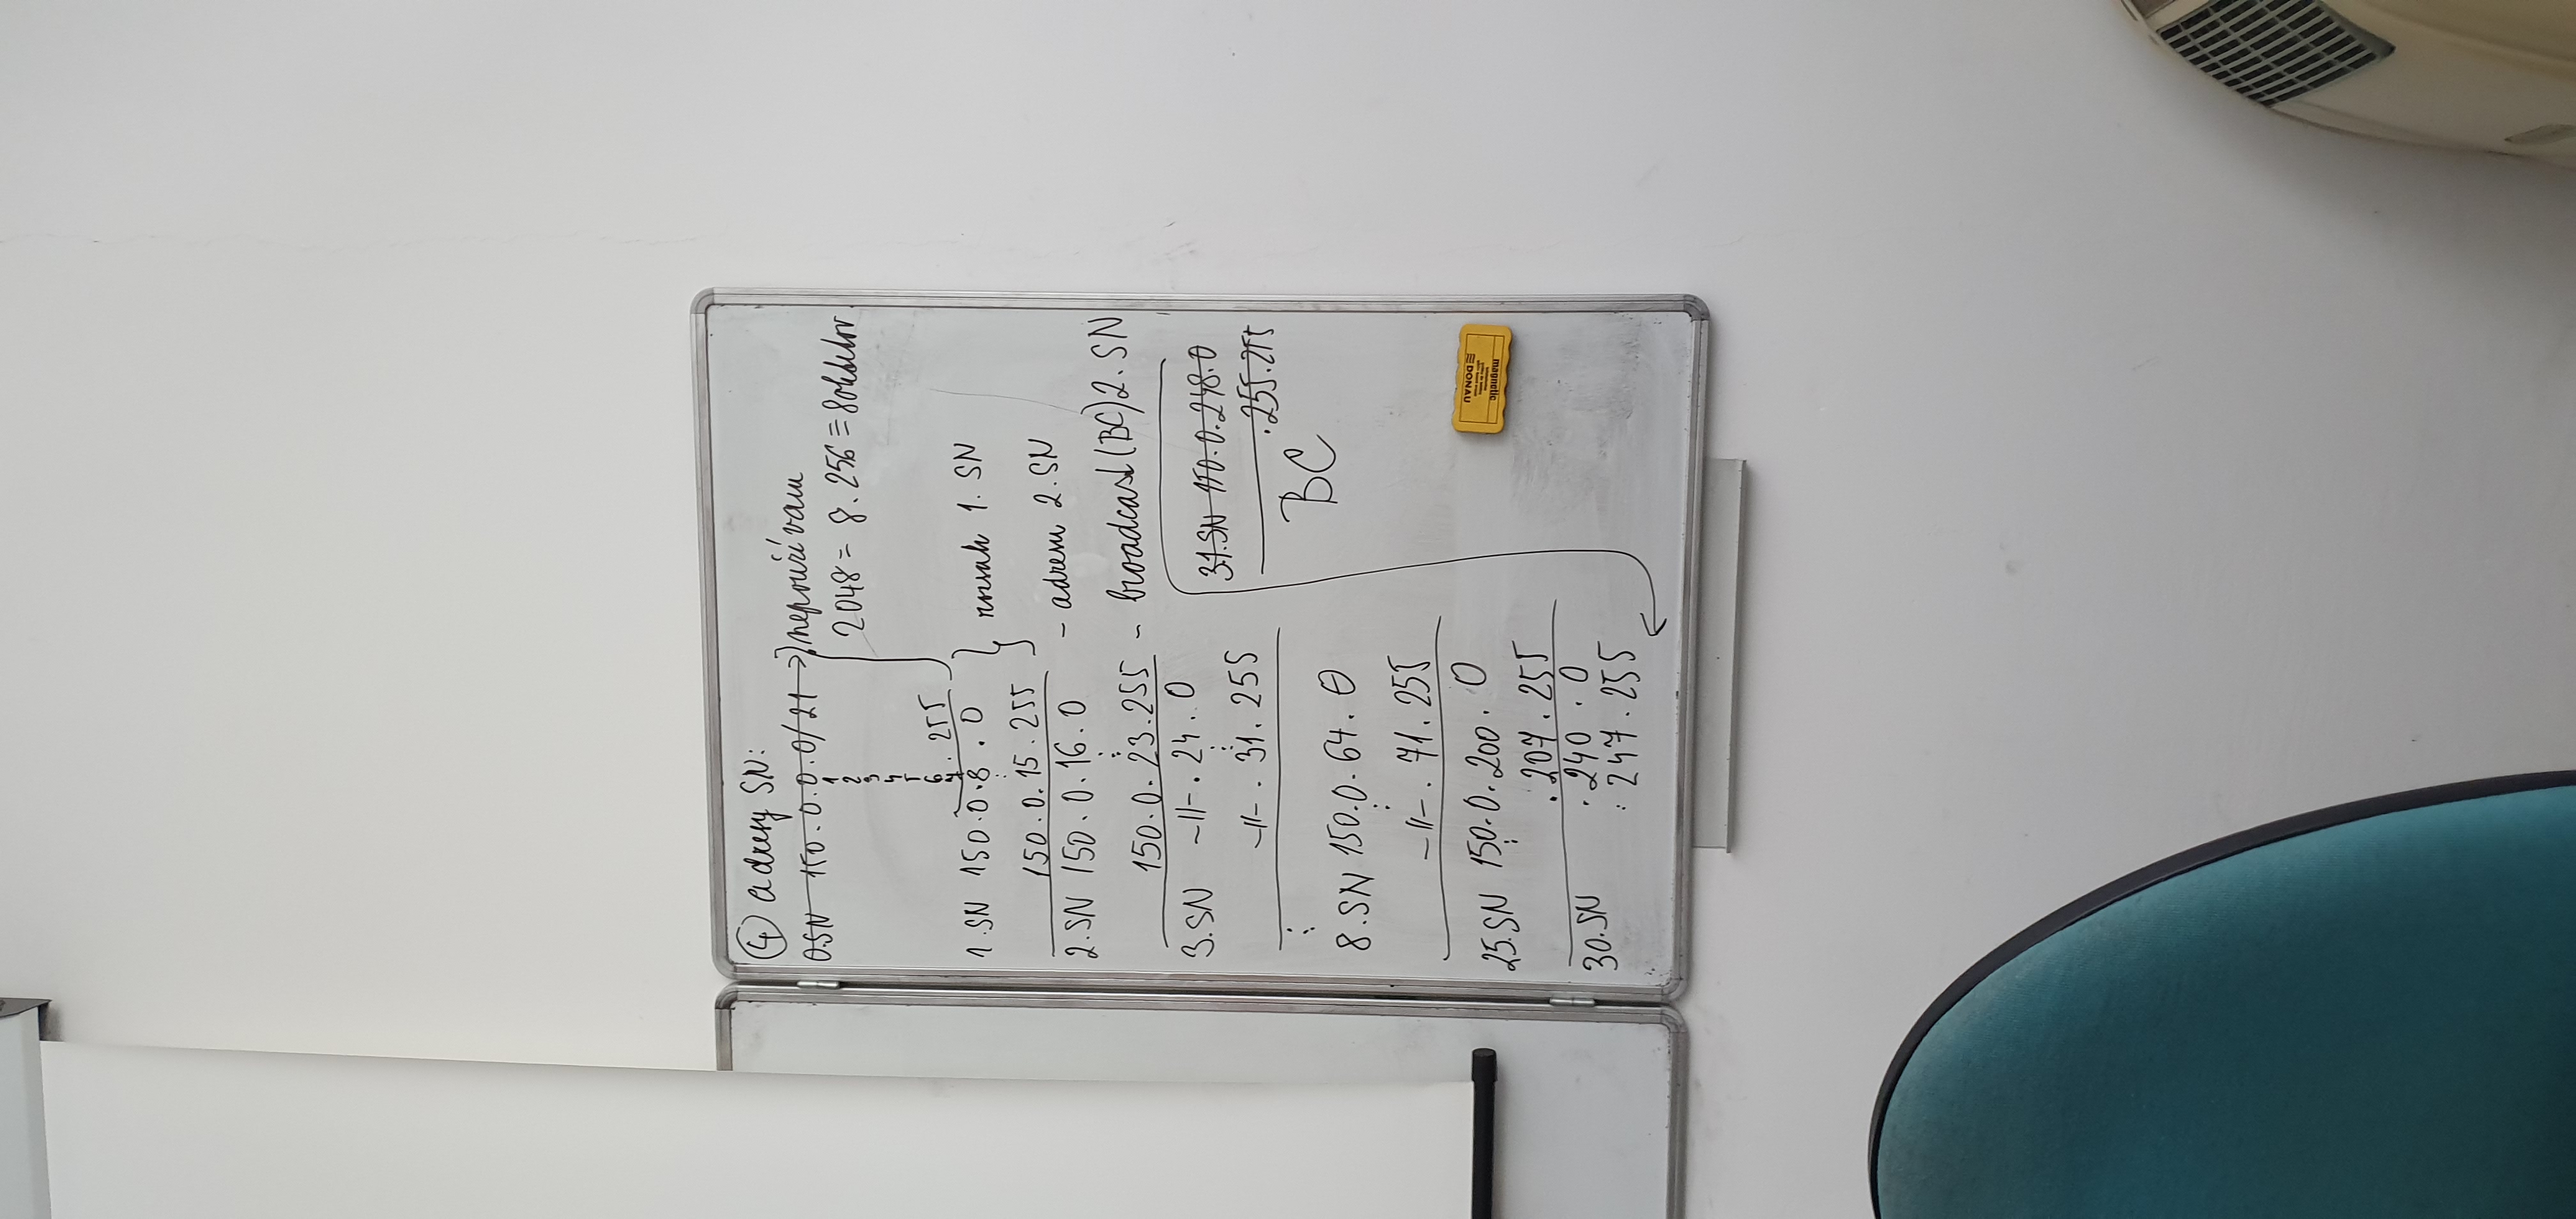 ④ adresy SN:
0.SN 150.0.0.0/21 → nepoužívam
1
2
3
4
5
6
7.255
2048 = 8.256 ≡ 8 oktetov
1.SN 150.0.8.0
⋮
150.0.15.255
rozsah 1.SN
2.SN 150.0.16.0 - adresa 2.SN
⋮
150.0.23.255 - broadcast (BC) 2.SN
3.SN -||-.24.0
⋮
-||-.31.255
⋮
8.SN 150.0.64.0
⋮
-||-.71.255
25.SN 150.0.200.0
⋮
.207.255
30.SN .240.0
: 247.255
31.SN 150.0.248.0
.255.255
BC
magnetic
DONAU